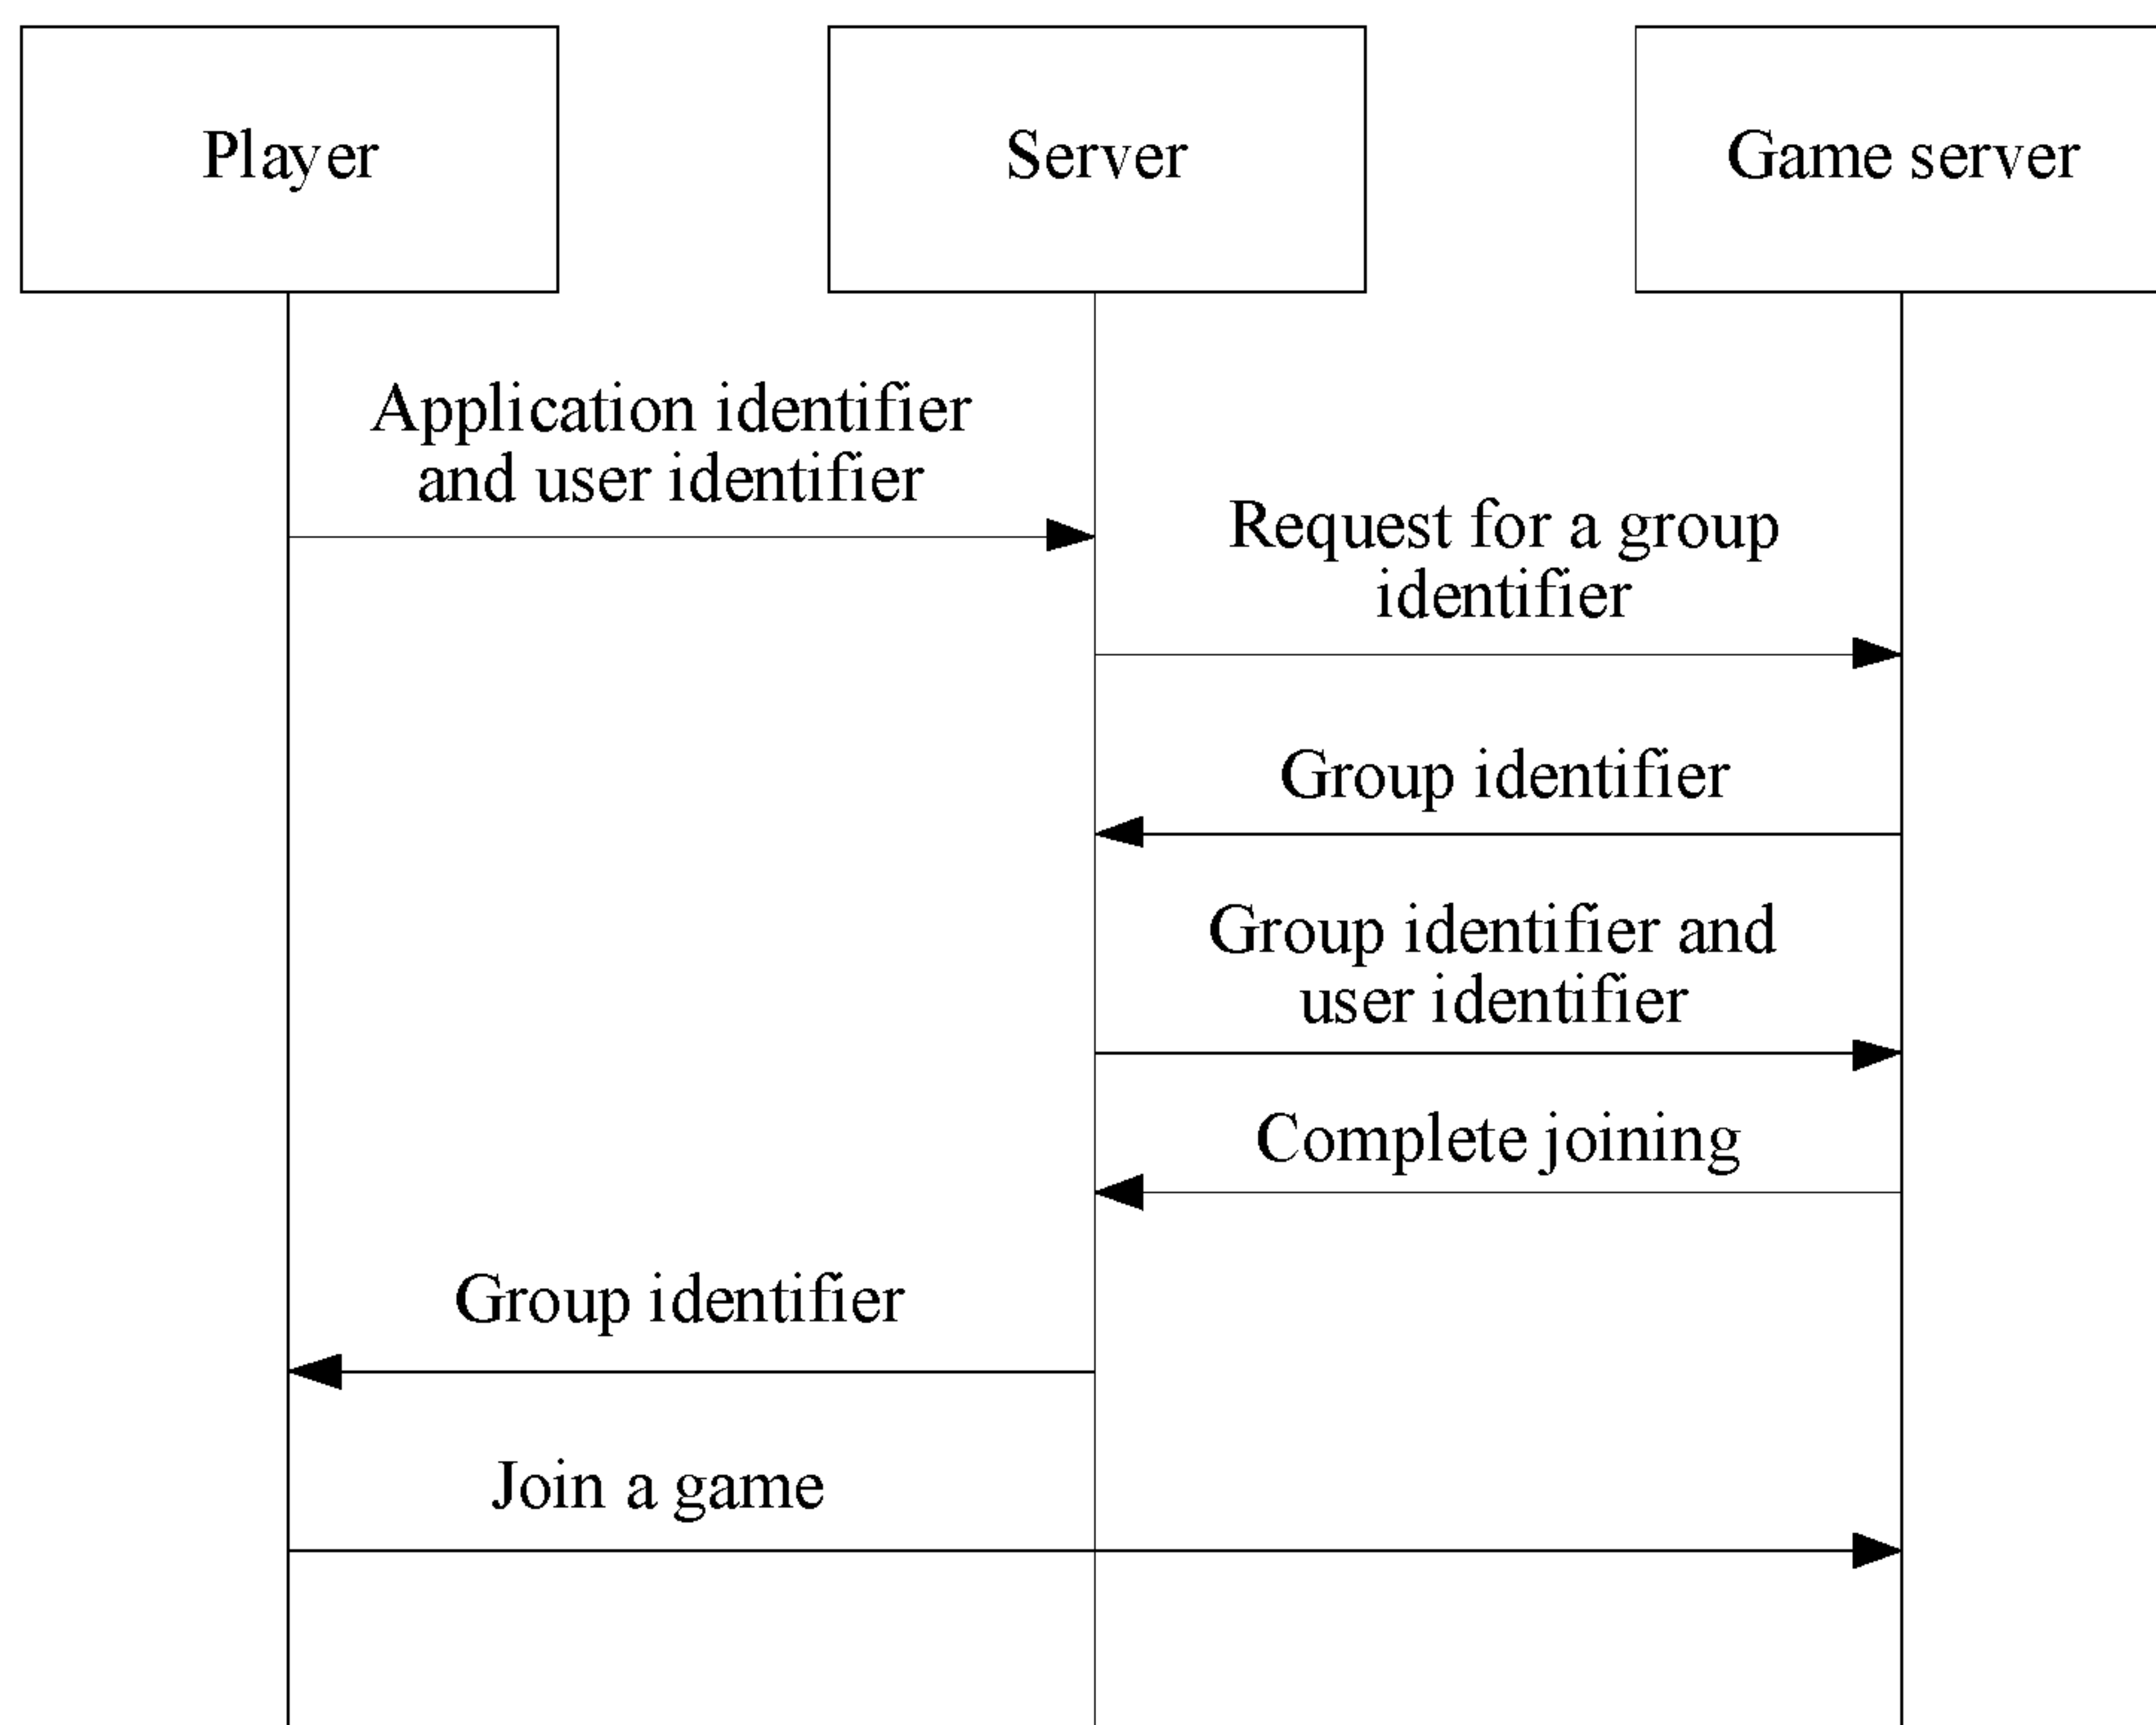 Player
Server
Game server
Application identifier
and user identifier
Request for a group
identifier
Group identifier
Group identifier and
user identifier
Complete joining
Group identifier
Join a game